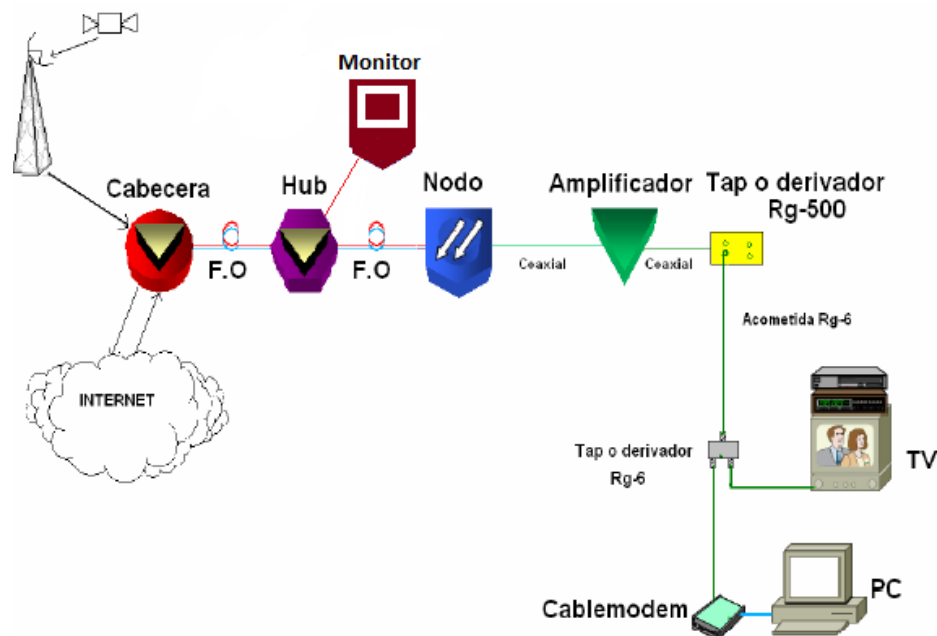 Monitor
Cabecera
Hub
Nodo
Amplificador
Tap o derivador
Rg-500
F.O
F.O
Coaxial
Coaxial
Acometida Rg-6
INTERNET
Tap o derivador
Rg-6
TV
Cablemodem
PC